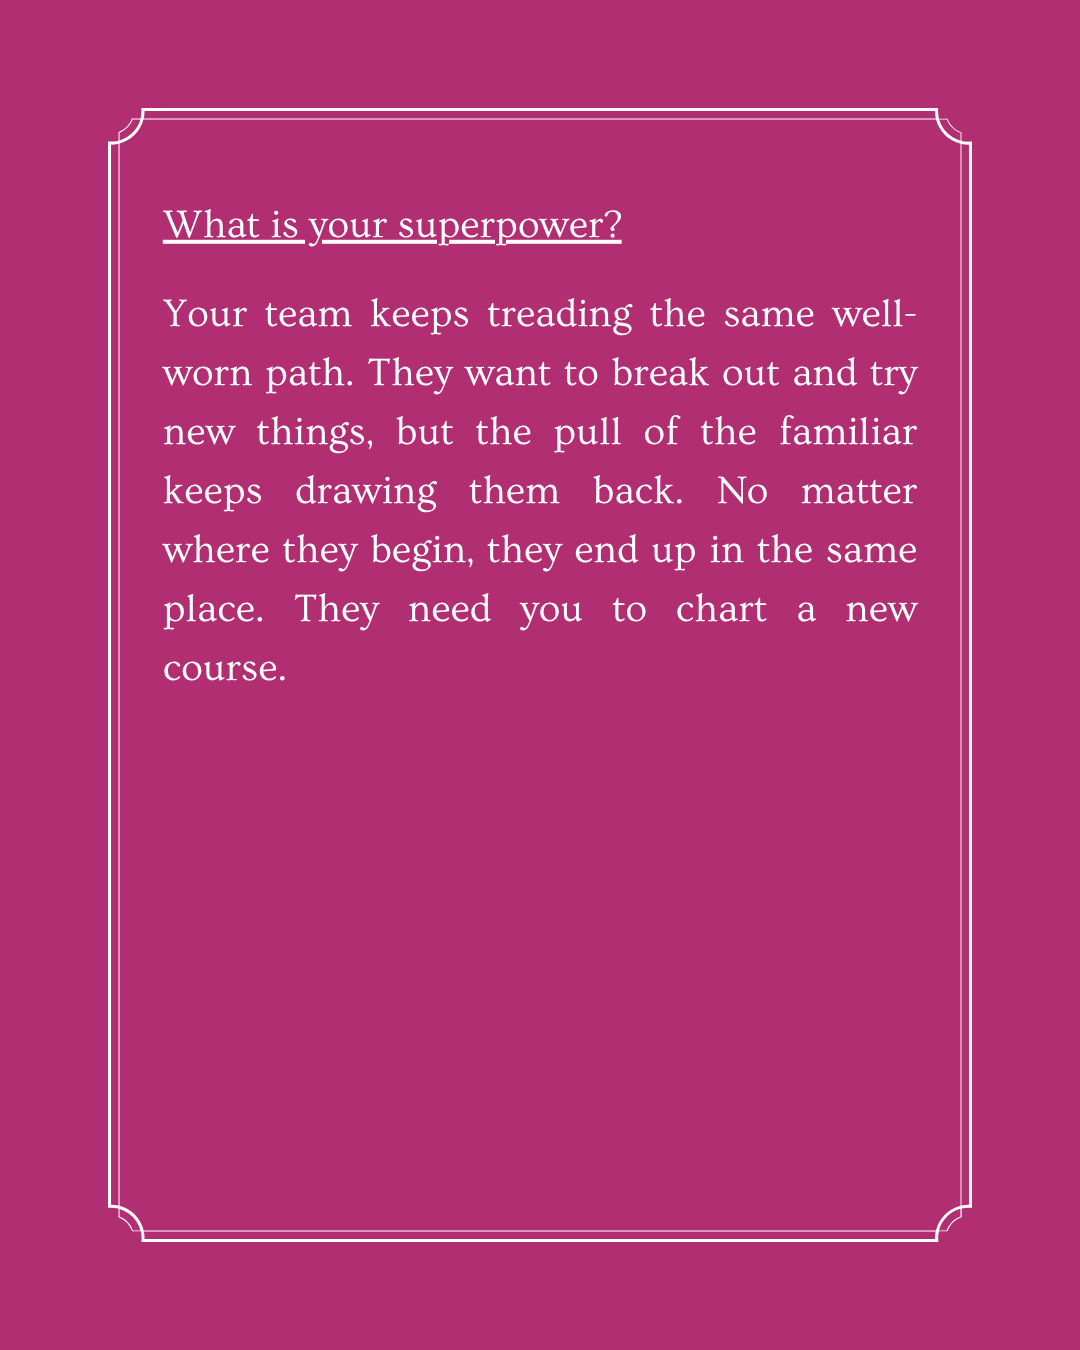 What is your superpower?
Your team keeps treading the same well-
worn path. They want to break out and try
new things, but the pull of the familiar
keeps drawing them back. No matter
where they begin, they end up in the same
place. They need you to chart a new
course.